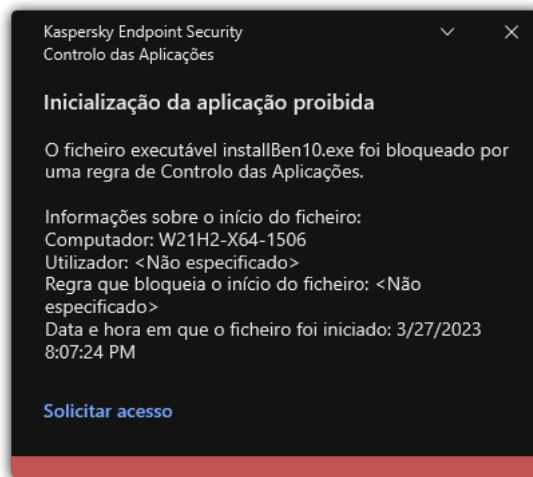 Kaspersky Endpoint Security
Controlo das Aplicações
Inicialização da aplicação proibida
O ficheiro executável installBen10.exe foi bloqueado por
uma regra de Controlo das Aplicações.
Informações sobre o início do ficheiro:
Computador: W21H2-X64-1506
Utilizador: <Não especificado>
Regra que bloqueia o início do ficheiro: <Não
especificado>
Data e hora em que o ficheiro foi iniciado: 3/27/2023
8:07:24 PM
Solicitar acesso